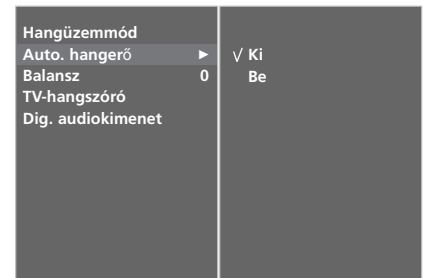 Hangüzemmód
Auto. hangerő ►
Balansz 0
TV-hangszóró
Dig. audiokimenet
√ Ki
Be